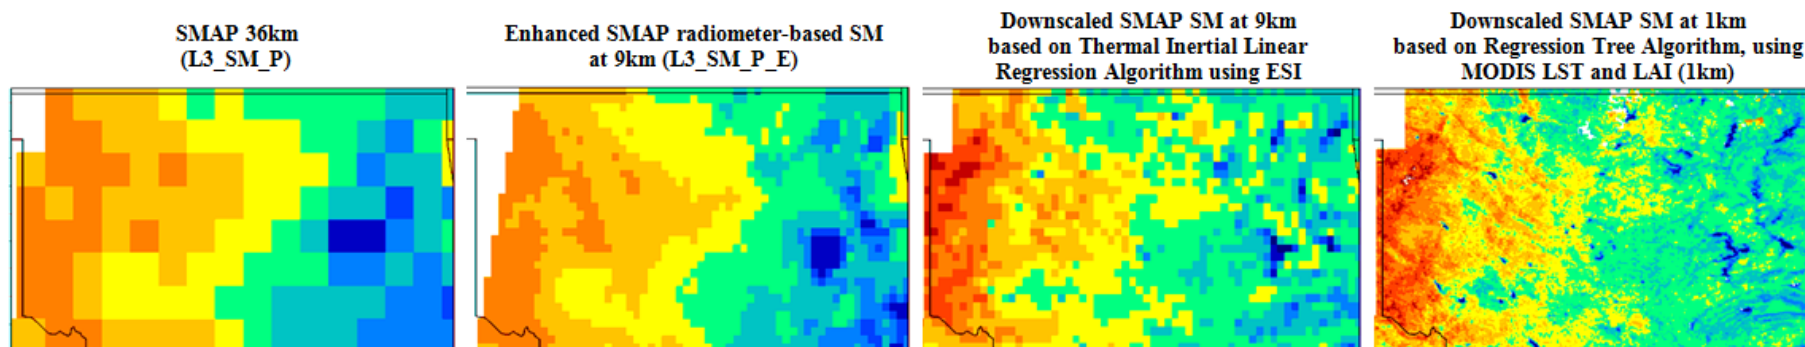 SMAP 36km
(L3_SM_P)
Enhanced SMAP radiometer-based SM
at 9km (L3_SM_P_E)
Downscaled SMAP SM at 9km
based on Thermal Inertial Linear
Regression Algorithm using ESI
Downscaled SMAP SM at 1km
based on Regression Tree Algorithm, using
MODIS LST and LAI (1km)